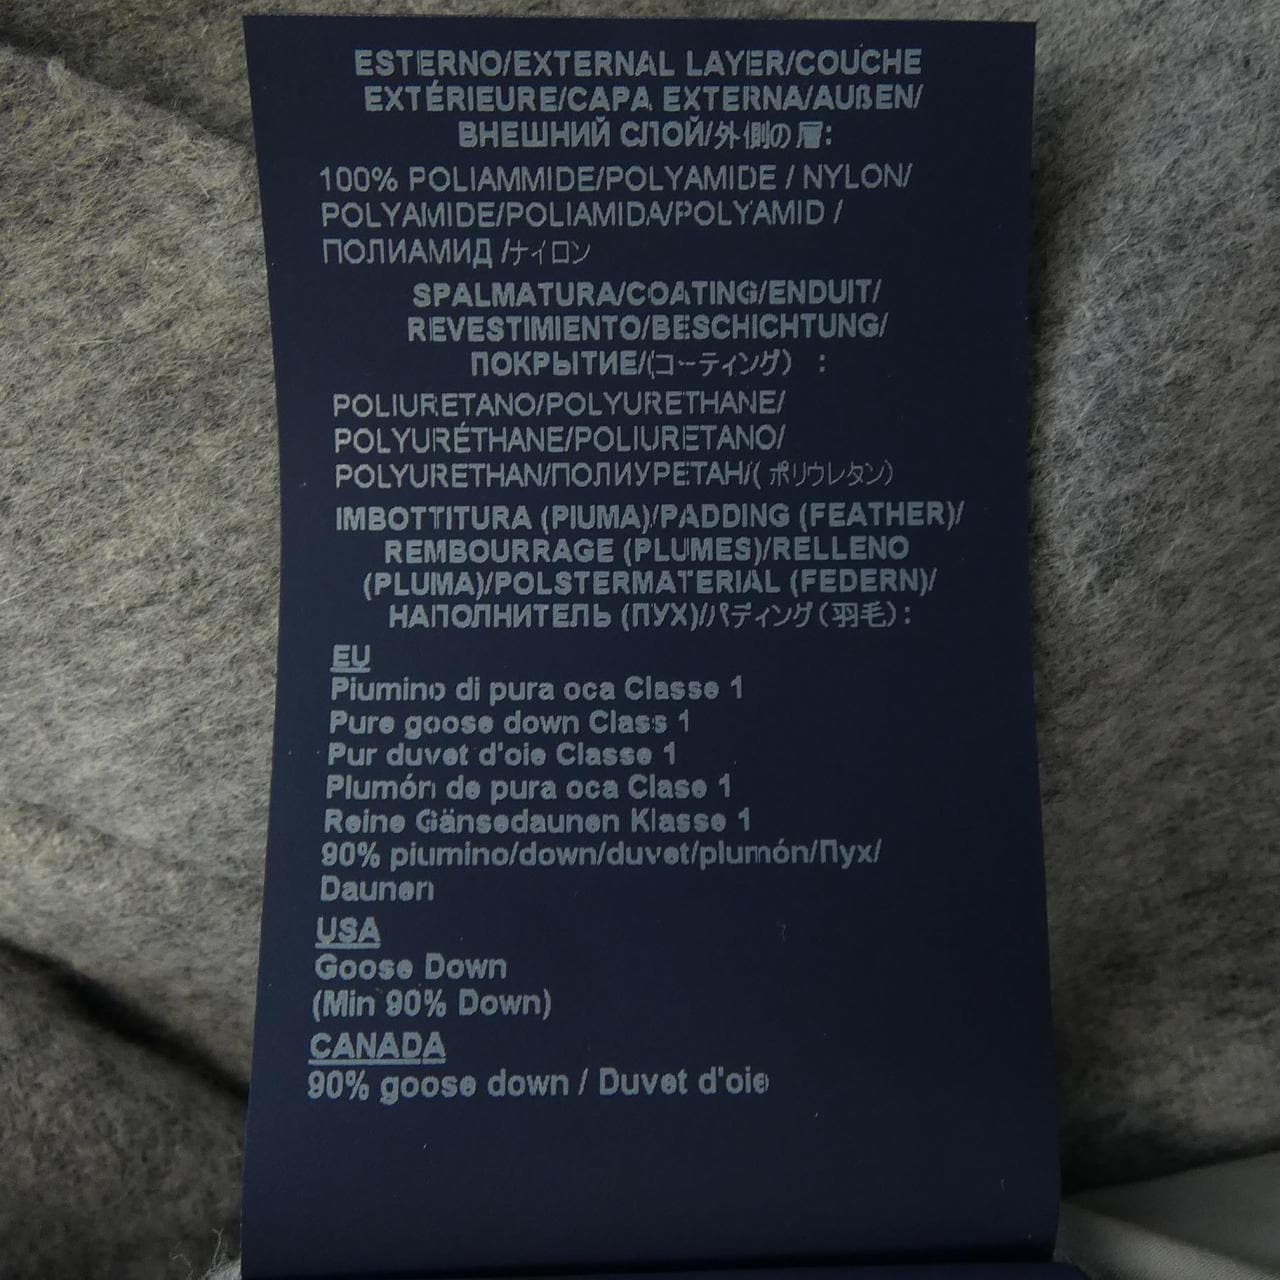 ESTERNO/EXTERNAL LAYER/COUCHE
EXTÉRIEURE/CAPA EXTERNA/AUßEN/
ВНЕШНИЙ СЛОЙ/外側の層:
100% POLIAMMIDE/POLYAMIDE / NYLON/
POLYAMIDE/POLIAMIDA/POLYAMID /
ПОЛИАМИД /ナイロン
SPALMATURA/COATING/ENDUIT/
REVESTIMIENTO/BESCHICHTUNG/
ПОКРЫТИЕ/(コーティング) :
POLIURETANO/POLYURETHANE/
POLYURÉTHANE/POLIURETANO/
POLYURETHAN/ПОЛИУРЕТАН/( ポリウレタン)
IMBOTTITURA (PIUMA)/PADDING (FEATHER)/
REMBOURRAGE (PLUMES)/RELLENO
(PLUMA)/POLSTERMATERIAL (FEDERN)/
НАПОЛНИТЕЛЬ (ПУХ)/パディング(羽毛):
EU
Piumino di pura oca Classe 1
Pure goose down Class 1
Pur duvet d'oie Classe 1
Plumón de pura oca Clase 1
Reine Gänsedaunen Klasse 1
90% piumino/down/duvet/plumón/Пух/
Daunen
USA
Goose Down
(Min 90% Down)
CANADA
90% goose down / Duvet d'oie